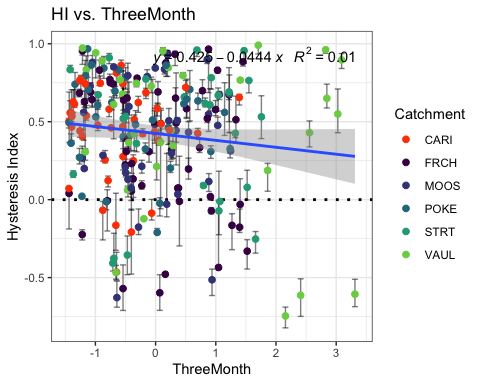 HI vs. ThreeMonth
y = 0.425 − 0.0444 x R² = 0.01
1.0
0.5
0.0
-0.5
Hysteresis Index
-1 0 1 2 3
ThreeMonth
Catchment
CARI
FRCH
MOOS
POKE
STRT
VAUL